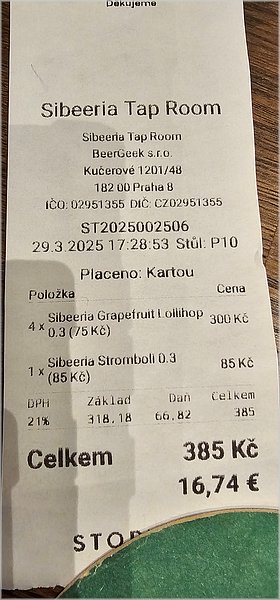 Děkujeme
Sibeeria Tap Room
Sibeeria Tap Room
BeerGeek s.r.o.
Kučerové 1201/48
182 00 Praha 8
IČO: 02951355 DIČ: CZ02951355
ST2025002506
29.3.2025 17:28:53 Stůl: P10
Placeno: Kartou
Položka Cena
4 x Sibeeria Grapefruit Lollihop 300 Kč
0.3 (75 Kč)
1 x Sibeeria Stromboli 0.3 85 Kč
(85 Kč)
DPH Základ Daň Celkem
21% 318,18 66,82 385
Celkem 385 Kč
16,74 €